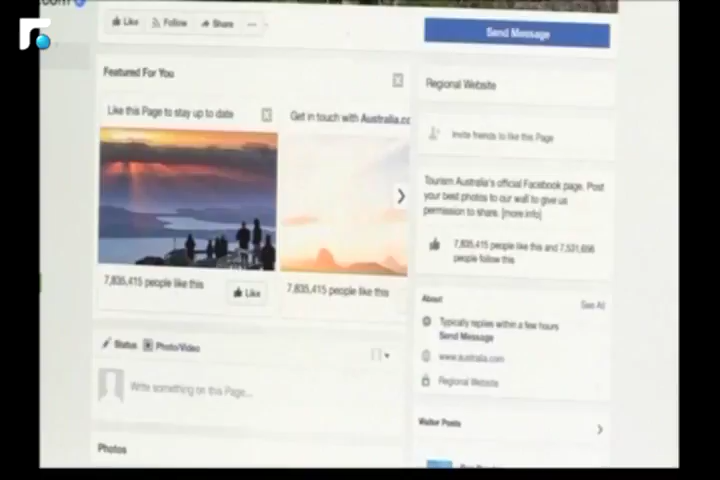 .com
Like Follow Share ...
Send Message
Featured For You
Regional Website
Like this Page to stay up to date
Get in touch with Australia.co
Invite friends to like this Page
Tourism Australia's official Facebook page. Post
your best photos to our wall to give us
permission to share. [more info]
7,835,415 people like this and 7,531,656
people follow this
7,835,415 people like this
Like
7,835,415 people like this
About
See All
Typically replies within a few hours
Send Message
www.australia.com
Regional Website
Status Photo/Video
Write something on this Page...
Visitor Posts
Photos